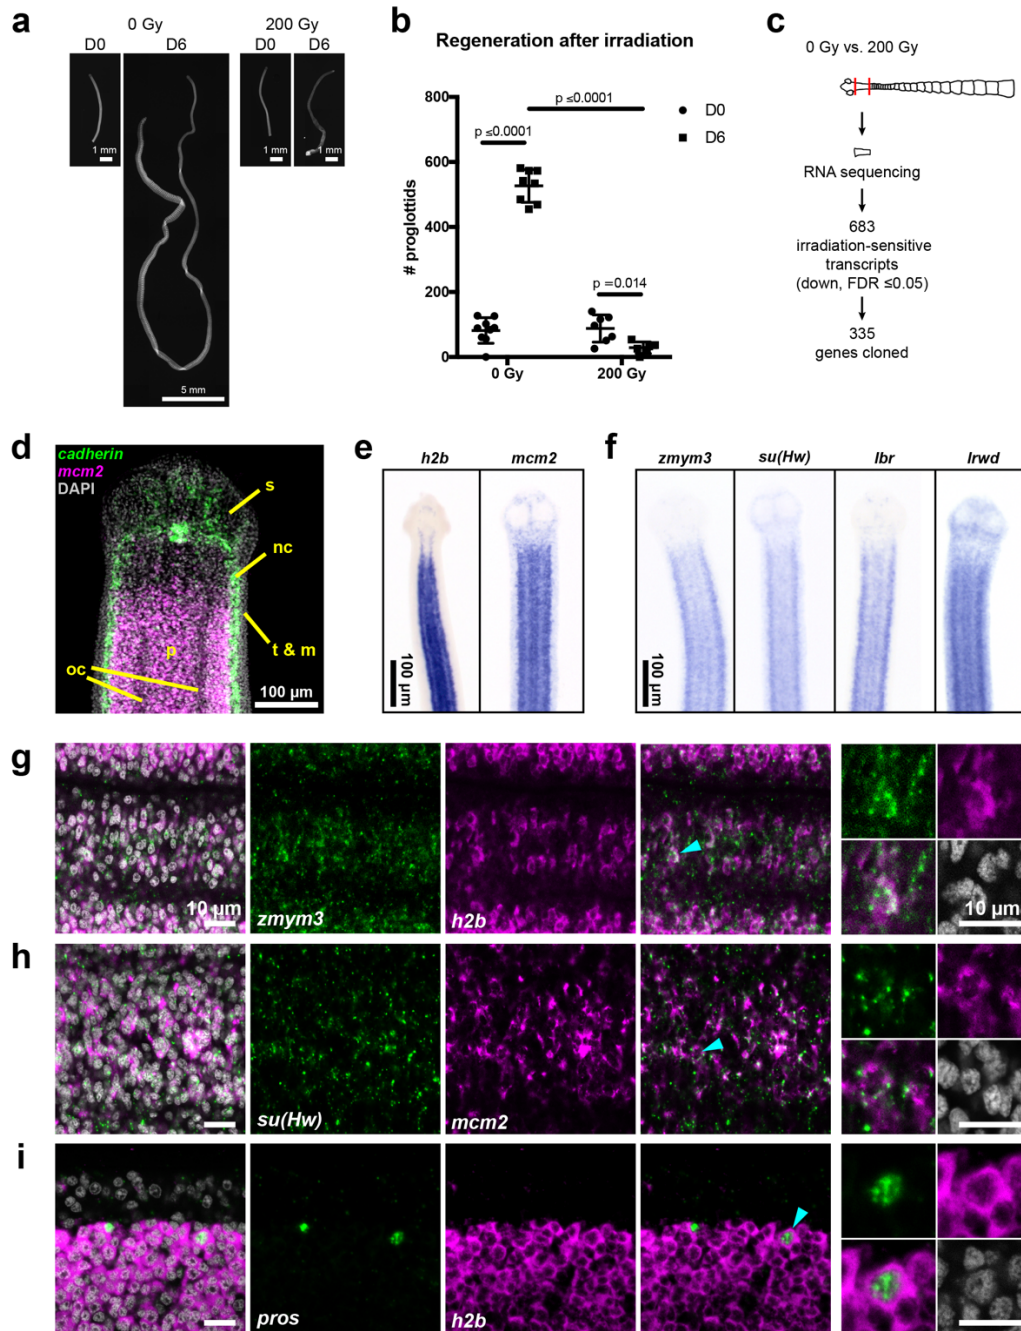 a
0 Gy
200 Gy
D0
D6
D0
D6
1 mm
1 mm
1 mm
5 mm
b
Regeneration after irradiation
# proglottids
800
600
400
200
0
p ≤0.0001
p ≤0.0001
p =0.014
D0
D6
0 Gy
200 Gy
c
0 Gy vs. 200 Gy
RNA sequencing
683
irradiation-sensitive
transcripts
(down, FDR ≤0.05)
335
genes cloned
d
cadherin
mcm2
DAPI
s
nc
t & m
p
oc
100 µm
e
h2b
mcm2
100 µm
f
zmym3
su(Hw)
lbr
lrwd
100 µm
g
10 µm
zmym3
h2b
10 µm
h
su(Hw)
mcm2
i
pros
h2b